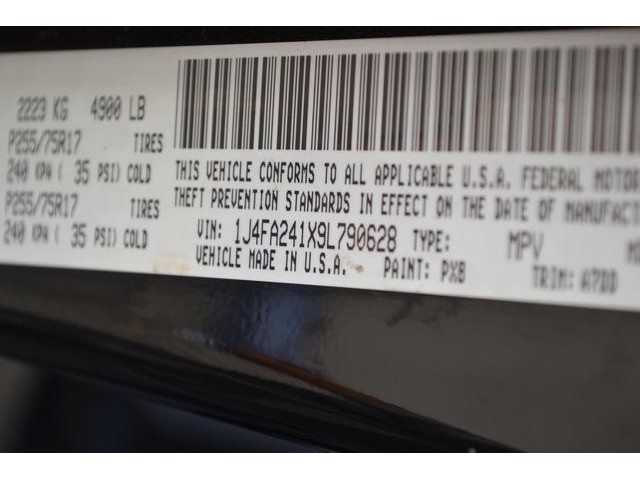 2223 KG 4900 LB
P255/75R17 TIRES
240 KPA ( 35 PSI) COLD
P255/75R17 TIRES
240 KPA ( 35 PSI) COLD
THIS VEHICLE CONFORMS TO ALL APPLICABLE U.S.A. FEDERAL MOTOR
THEFT PREVENTION STANDARDS IN EFFECT ON THE DATE OF MANUFACTU
VIN: 1J4FA241X9L790628 TYPE: MPV
VEHICLE MADE IN U.S.A. PAINT: PXB TRIM: A7DD